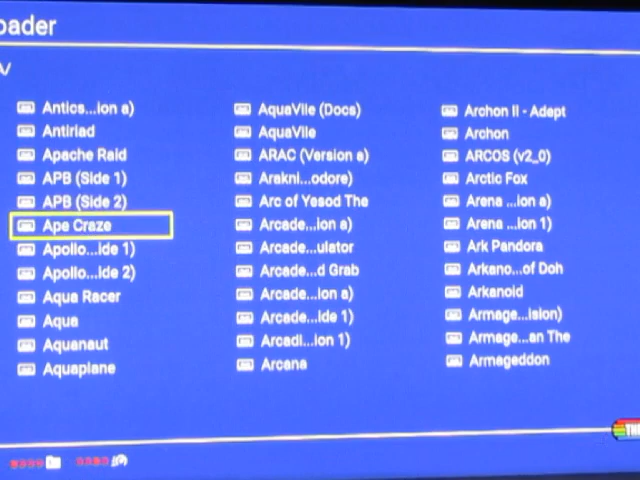 oader
Antics...ion a)
Antiriad
Apache Raid
APB (Side 1)
APB (Side 2)
Ape Craze
Apollo...ide 1)
Apollo...ide 2)
Aqua Racer
Aqua
Aquanaut
Aquaplane
AquaVile (Docs)
AquaVile
ARAC (Version a)
Arakni...odore)
Arc of Yesod The
Arcade...ion a)
Arcade...ulator
Arcade...d Grab
Arcade...ion a)
Arcade...ide 1)
Arcadi...ion 1)
Arcana
Archon II - Adept
Archon
ARCOS (v2_0)
Arctic Fox
Arena ...ion a)
Arena ...ion 1)
Ark Pandora
Arkano...of Doh
Arkanoid
Armage...ision)
Armage...an The
Armageddon